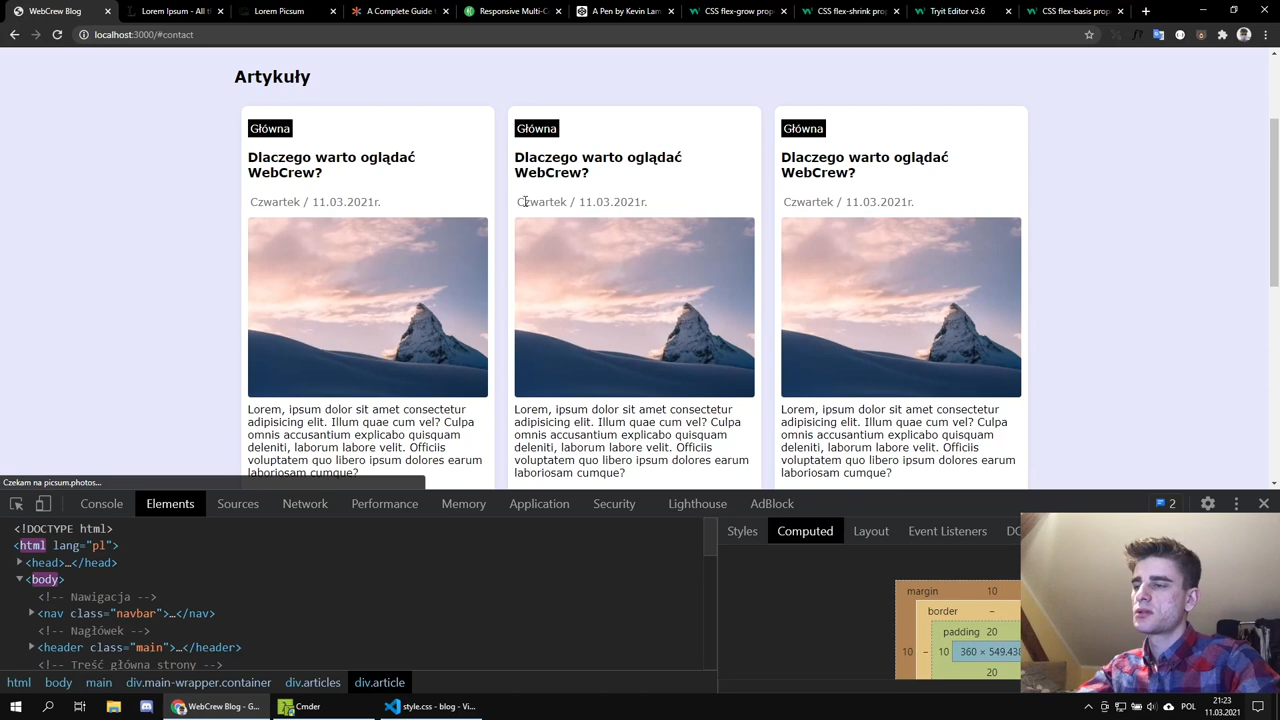 WebCrew Blog
Lorem Ipsum - All t
Lorem Picsum
A Complete Guide t
Responsive Multi-C
A Pen by Kevin Lam
CSS flex-grow prop
CSS flex-shrink pro
Tryit Editor v3.6
CSS flex-basis prop
localhost:3000/#contact
Artykuły
Główna
Główna
Główna
Dlaczego warto oglądać
WebCrew?
Dlaczego warto oglądać
WebCrew?
Dlaczego warto oglądać
WebCrew?
Czwartek / 11.03.2021r.
Czwartek / 11.03.2021r.
Czwartek / 11.03.2021r.
Lorem, ipsum dolor sit amet consectetur
adipisicing elit. Illum quae cum vel? Culpa
omnis accusantium explicabo quisquam
deleniti, laborum labore velit. Officiis
voluptatem quo libero ipsum dolores earum
laboriosam cumque?
Lorem, ipsum dolor sit amet consectetur
adipisicing elit. Illum quae cum vel? Culpa
omnis accusantium explicabo quisquam
deleniti, laborum labore velit. Officiis
voluptatem quo libero ipsum dolores earum
laboriosam cumque?
Lorem, ipsum dolor sit amet consectetur
adipisicing elit. Illum quae cum vel? Culpa
omnis accusantium explicabo quisquam
deleniti, laborum labore velit. Officiis
voluptatem quo libero ipsum dolores earum
laboriosam cumque?
Czekam na picsum.photos...
Console Elements Sources Network Performance Memory Application Security Lighthouse AdBlock 2
<!DOCTYPE html>
<html lang="pl">
<head>…</head>
<body>
<!-- Nawigacja -->
<nav class="navbar">…</nav>
<!-- Nagłówek -->
<header class="main">…</header>
<!-- Treść główna strony -->
html body main div.main-wrapper.container div.articles div.article
Styles Computed Layout Event Listeners DO
margin 10
border –
padding 20
10 – 10 360 × 549.438
20
WebCrew Blog - G...
Cmder
style.css - blog - Vi...
POL
21:23
11.03.2021